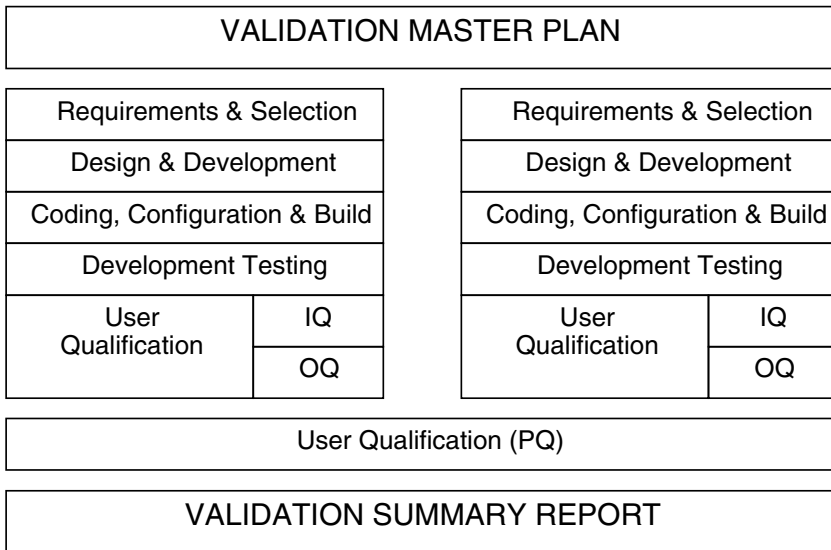 VALIDATION MASTER PLAN
Requirements & Selection
Design & Development
Coding, Configuration & Build
Development Testing
User
Qualification
IQ
OQ
Requirements & Selection
Design & Development
Coding, Configuration & Build
Development Testing
User
Qualification
IQ
OQ
User Qualification (PQ)
VALIDATION SUMMARY REPORT